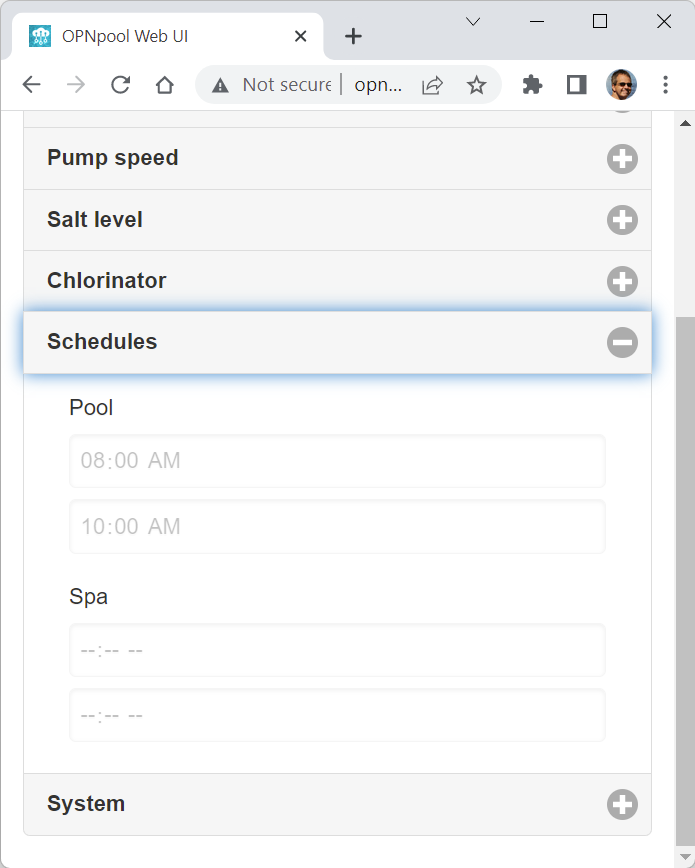 OPNpool Web UI
Not secure opn...
Pump speed
Salt level
Chlorinator
Schedules
Pool
08:00 AM
10:00 AM
Spa
--:-- --
--:-- --
System